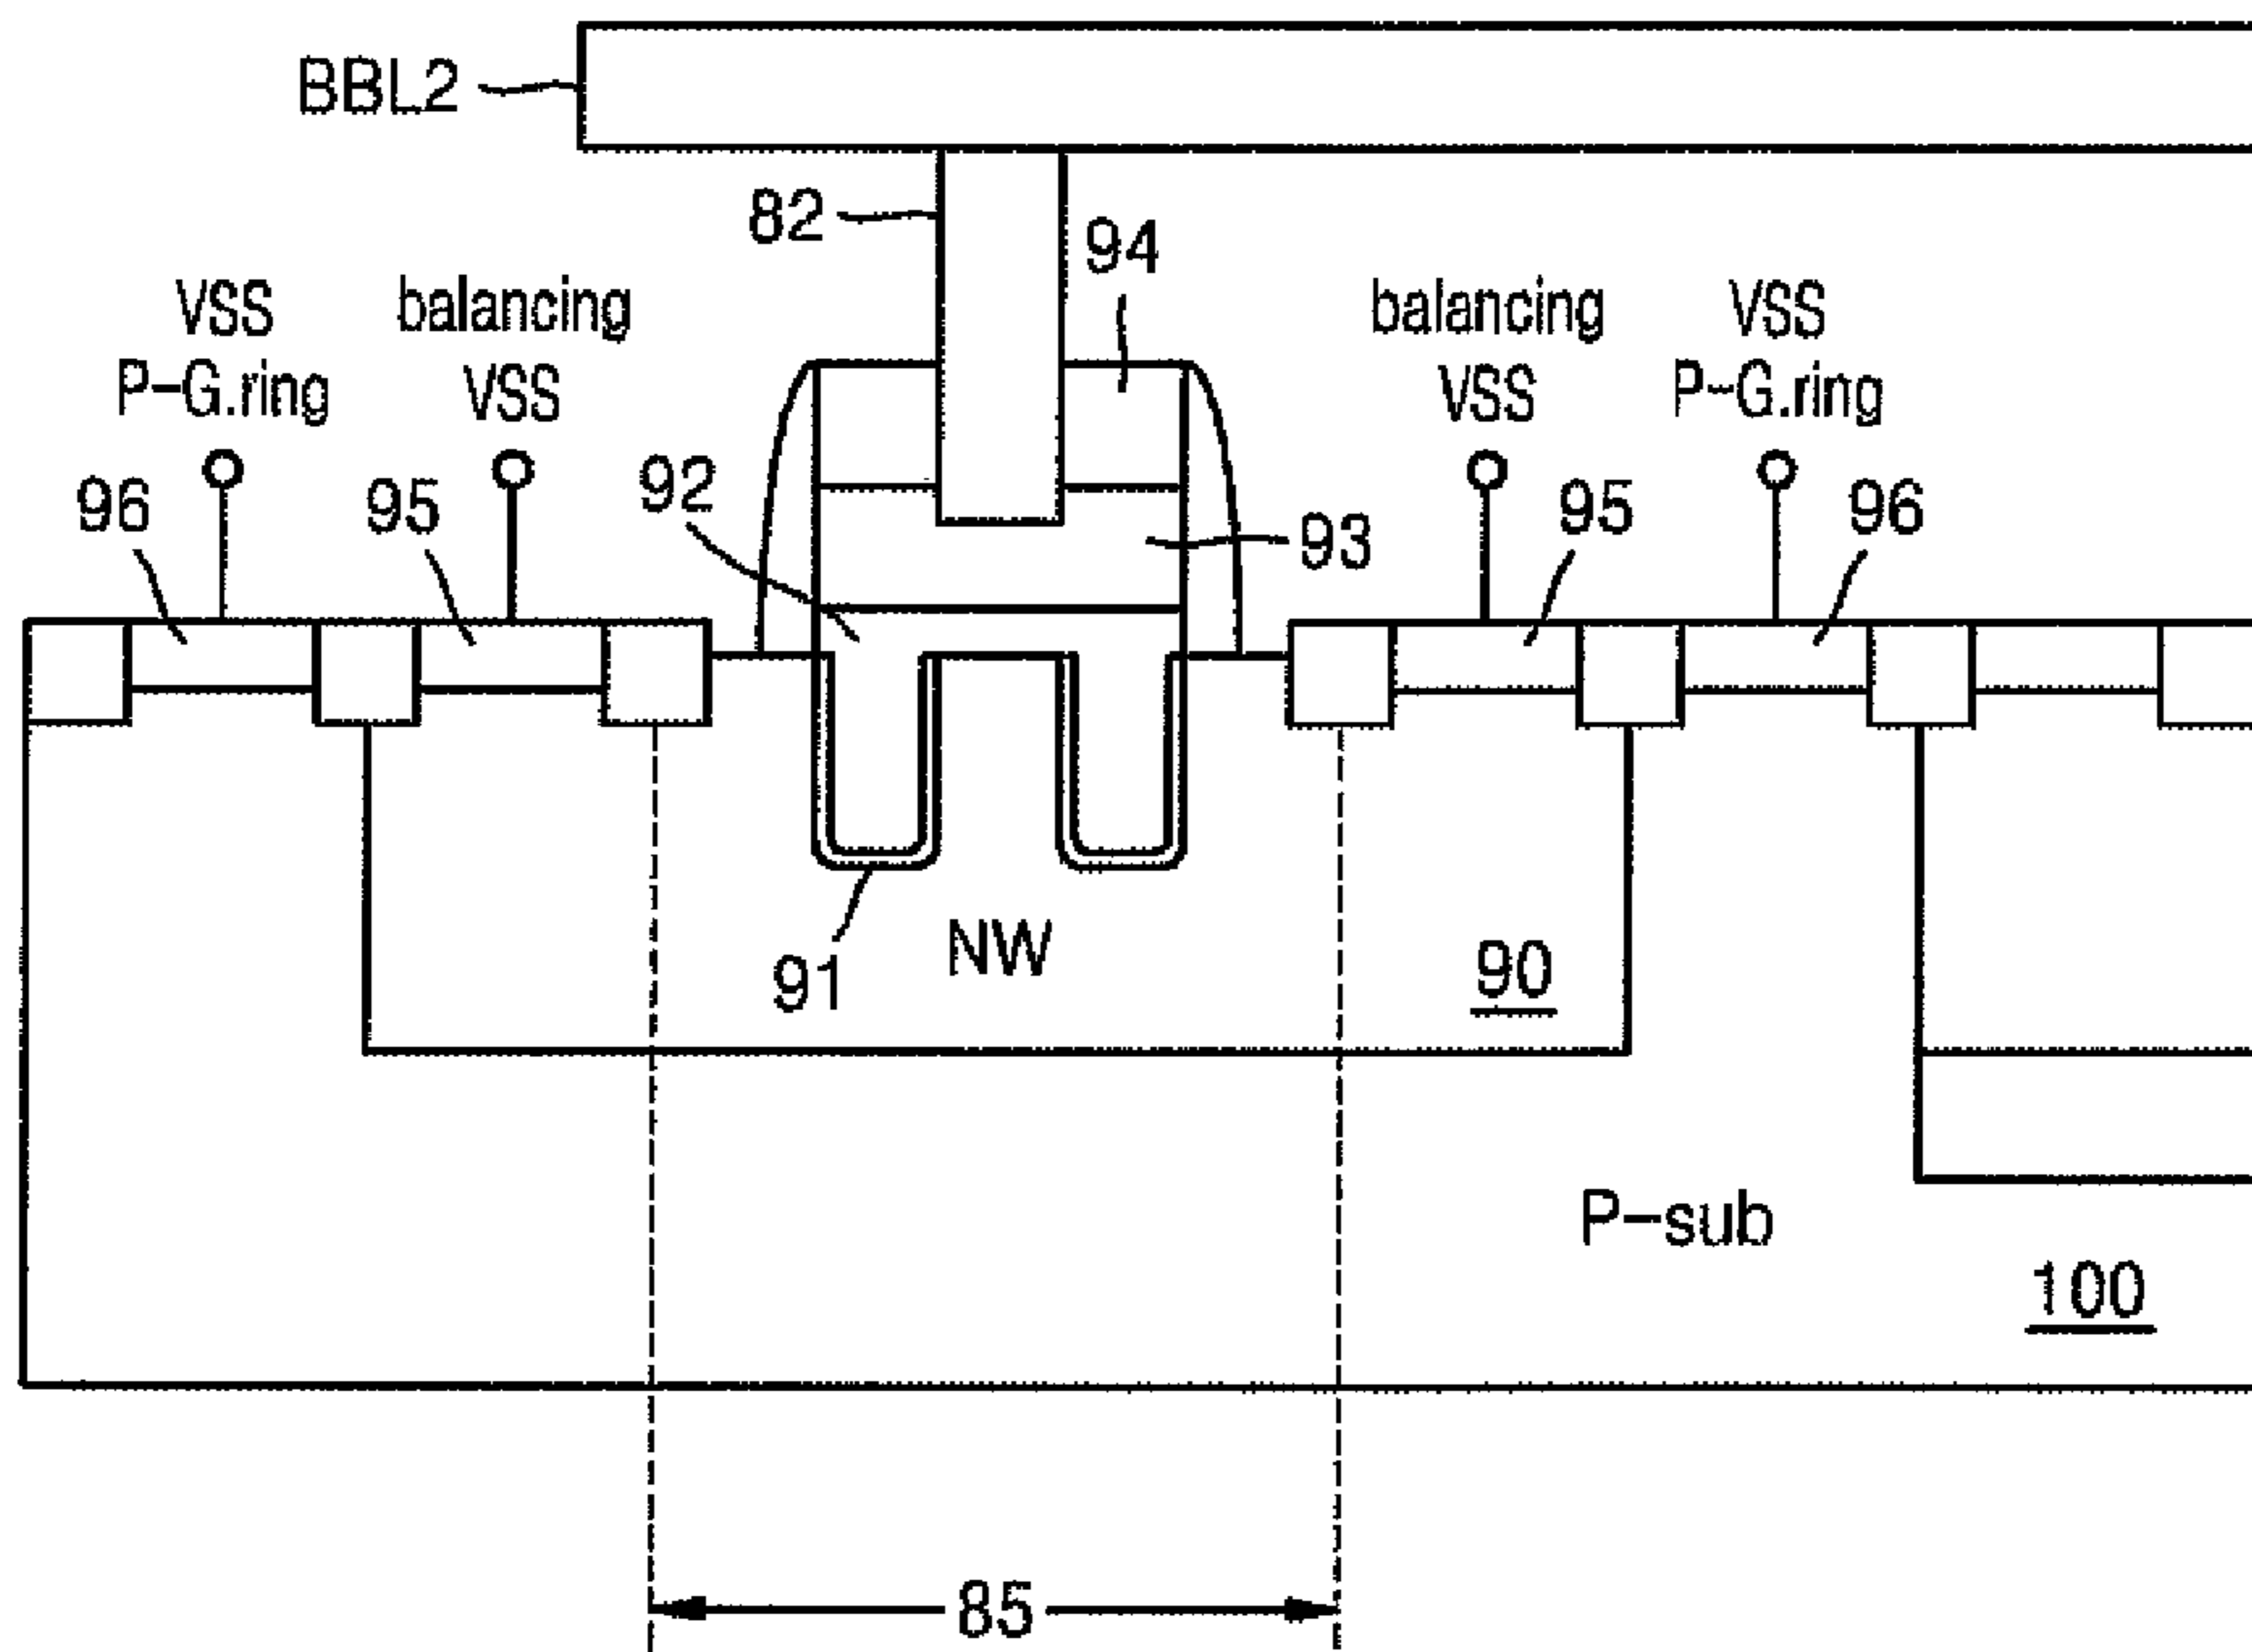 BBL2
82
94
VSS
P-G.ring
balancing
VSS
balancing
VSS
VSS
P-G.ring
96
95
92
93
95
96
91
NW
90
P-sub
100
85